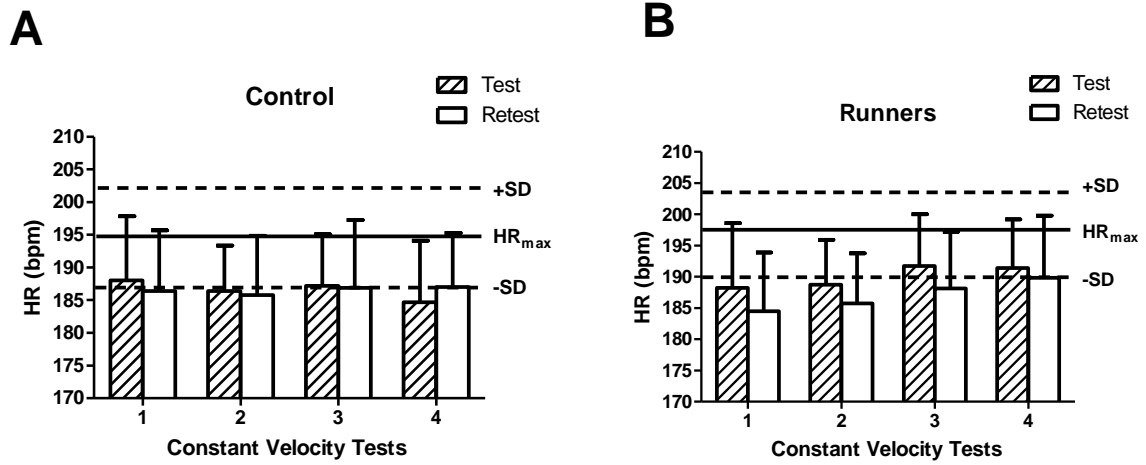 A
Control
Test
Retest
HR (bpm)
210
205
200
195
190
185
180
175
170
+SD
HRmax
-SD
1 2 3 4
Constant Velocity Tests
B
Runners
Test
Retest
HR (bpm)
210
205
200
195
190
185
180
175
170
+SD
HRmax
-SD
1 2 3 4
Constant Velocity Tests